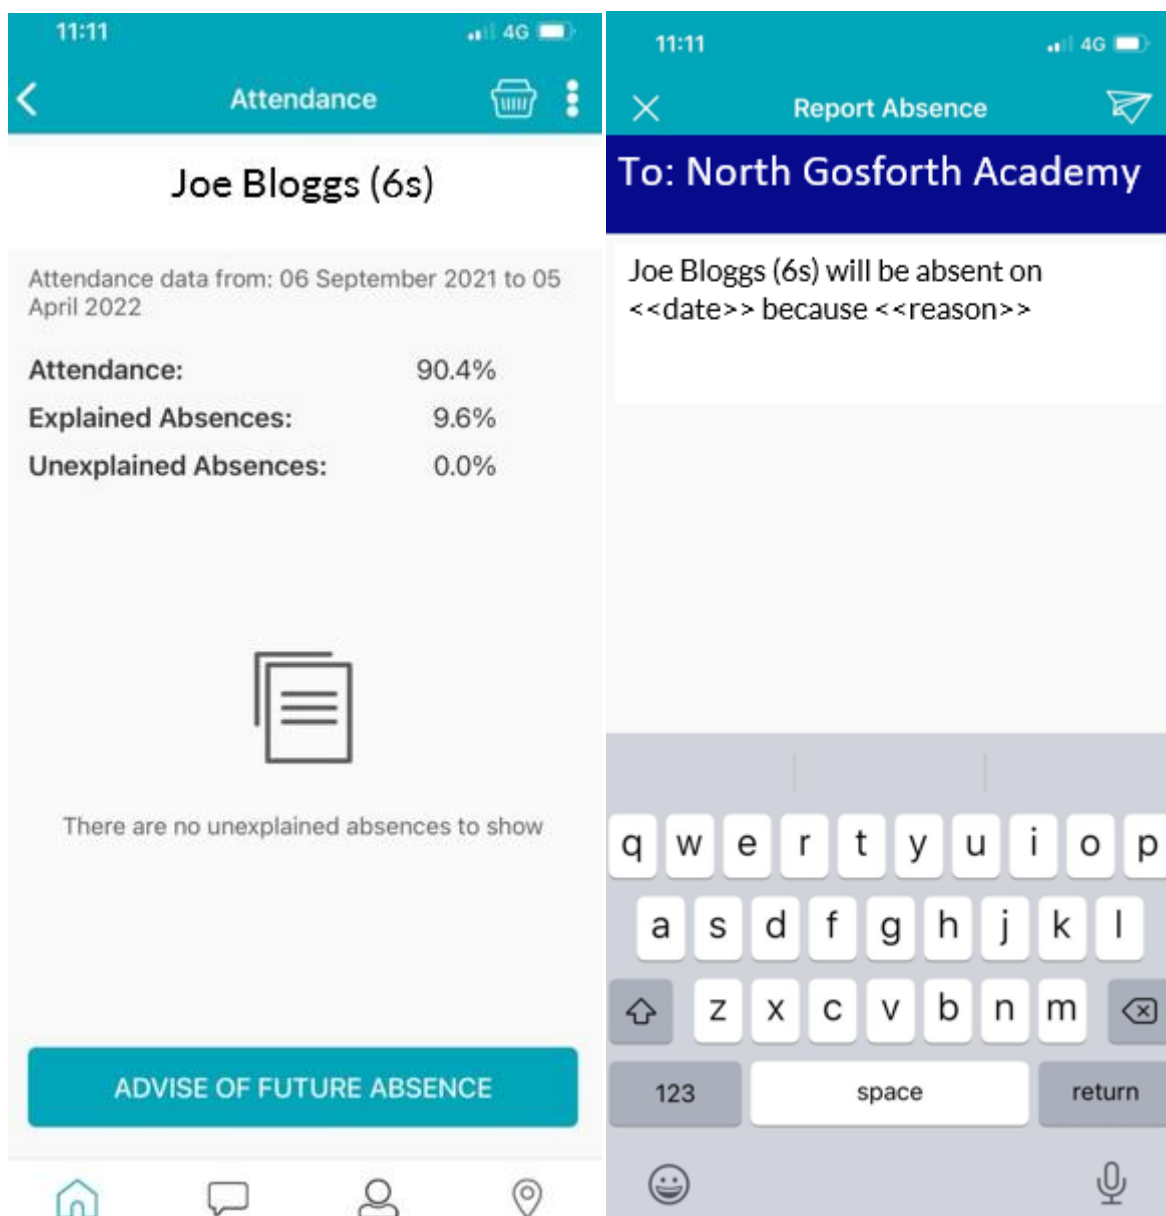 11:11
4G
Attendance
Joe Bloggs (6s)
Attendance data from: 06 September 2021 to 05
April 2022
Attendance: 90.4%
Explained Absences: 9.6%
Unexplained Absences: 0.0%
There are no unexplained absences to show
ADVISE OF FUTURE ABSENCE
11:11
4G
Report Absence
To: North Gosforth Academy
Joe Bloggs (6s) will be absent on
<<date>> because <<reason>>
q w e r t y u i o p
a s d f g h j k l
z x c v b n m
123 space return